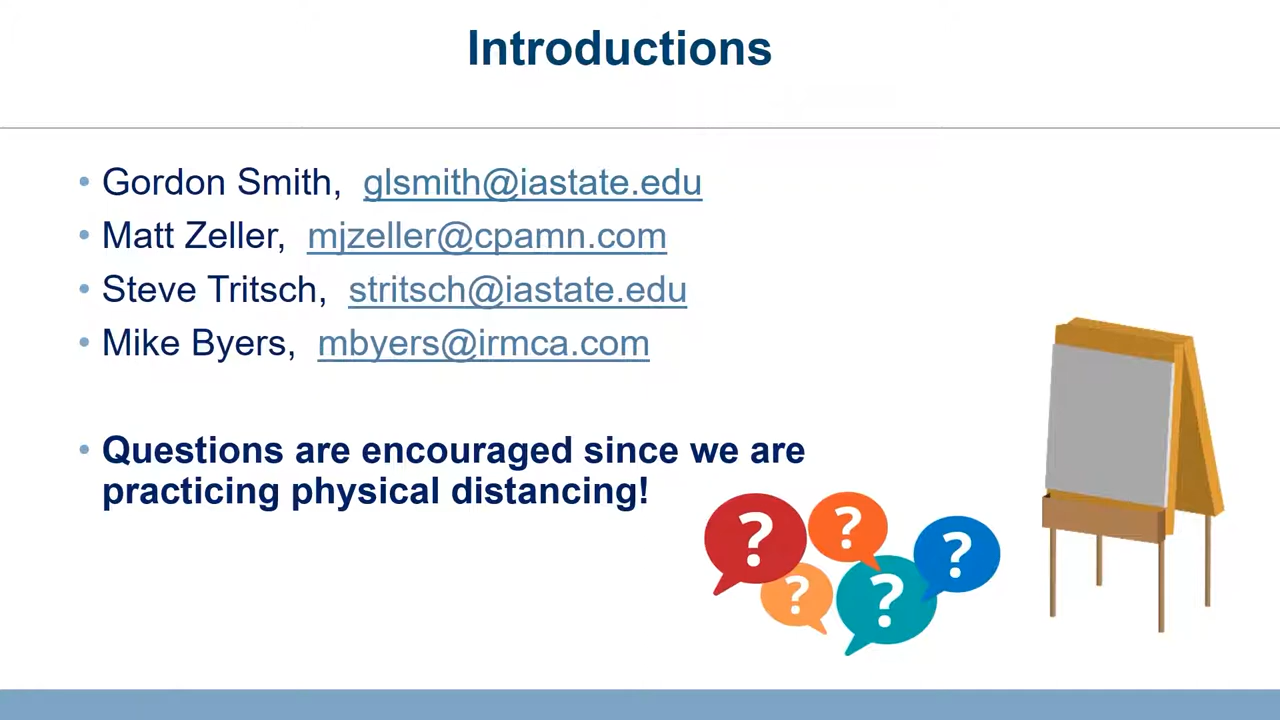 Introductions
• Gordon Smith, glsmith@iastate.edu
• Matt Zeller, mjzeller@cpamn.com
• Steve Tritsch, stritsch@iastate.edu
• Mike Byers, mbyers@irmca.com
• Questions are encouraged since we are
practicing physical distancing!
? ? ? ? ?